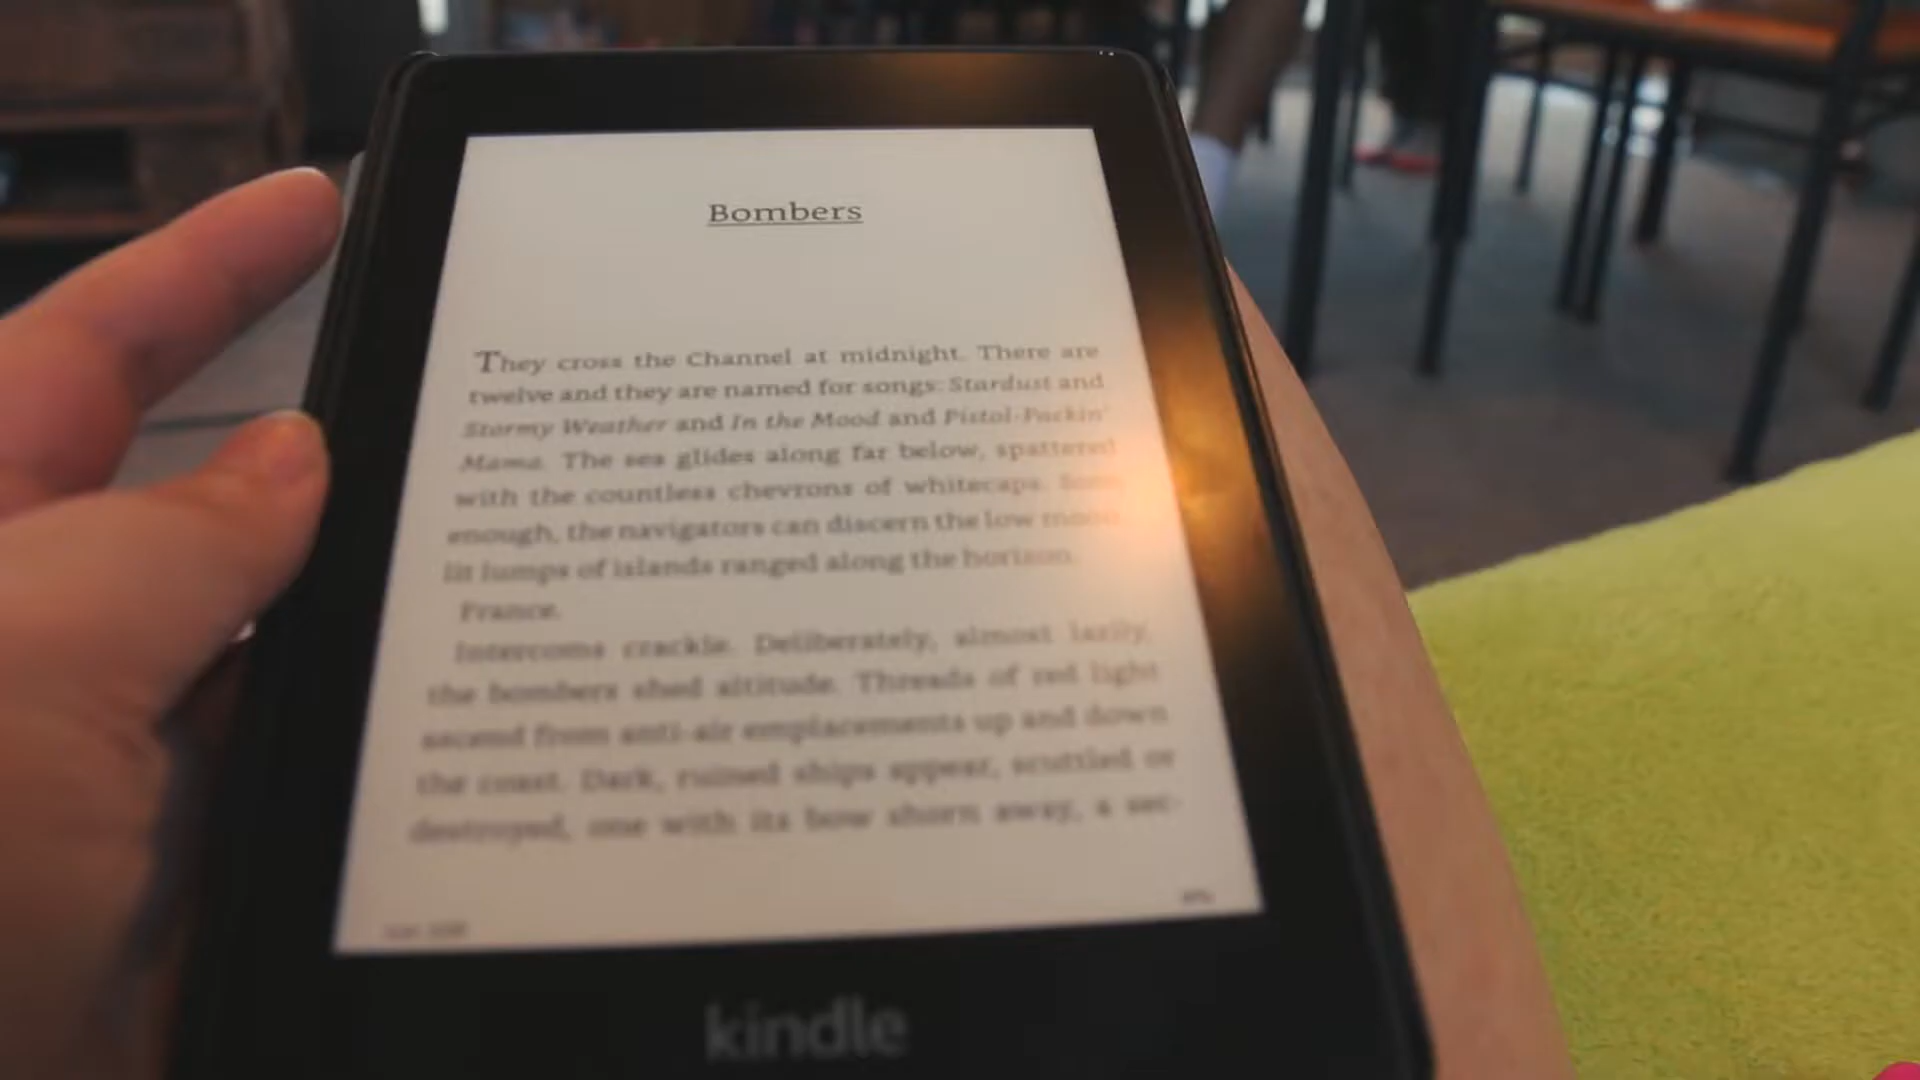 Bombers
They cross the Channel at midnight. There are
twelve and they are named for songs: Stardust and
Stormy Weather and In the Mood and Pistol-Packin'
Mama. The sea glides along far below, spattered
with the countless chevrons of whitecaps. Soon
enough, the navigators can discern the low moon-
lit lumps of islands ranged along the horizon.
France.
Intercoms crackle. Deliberately, almost lazily,
the bombers shed altitude. Threads of red light
ascend from anti-air emplacements up and down
the coast. Dark, ruined ships appear, scuttled or
destroyed, one with its bow shorn away, a sec-
kindle